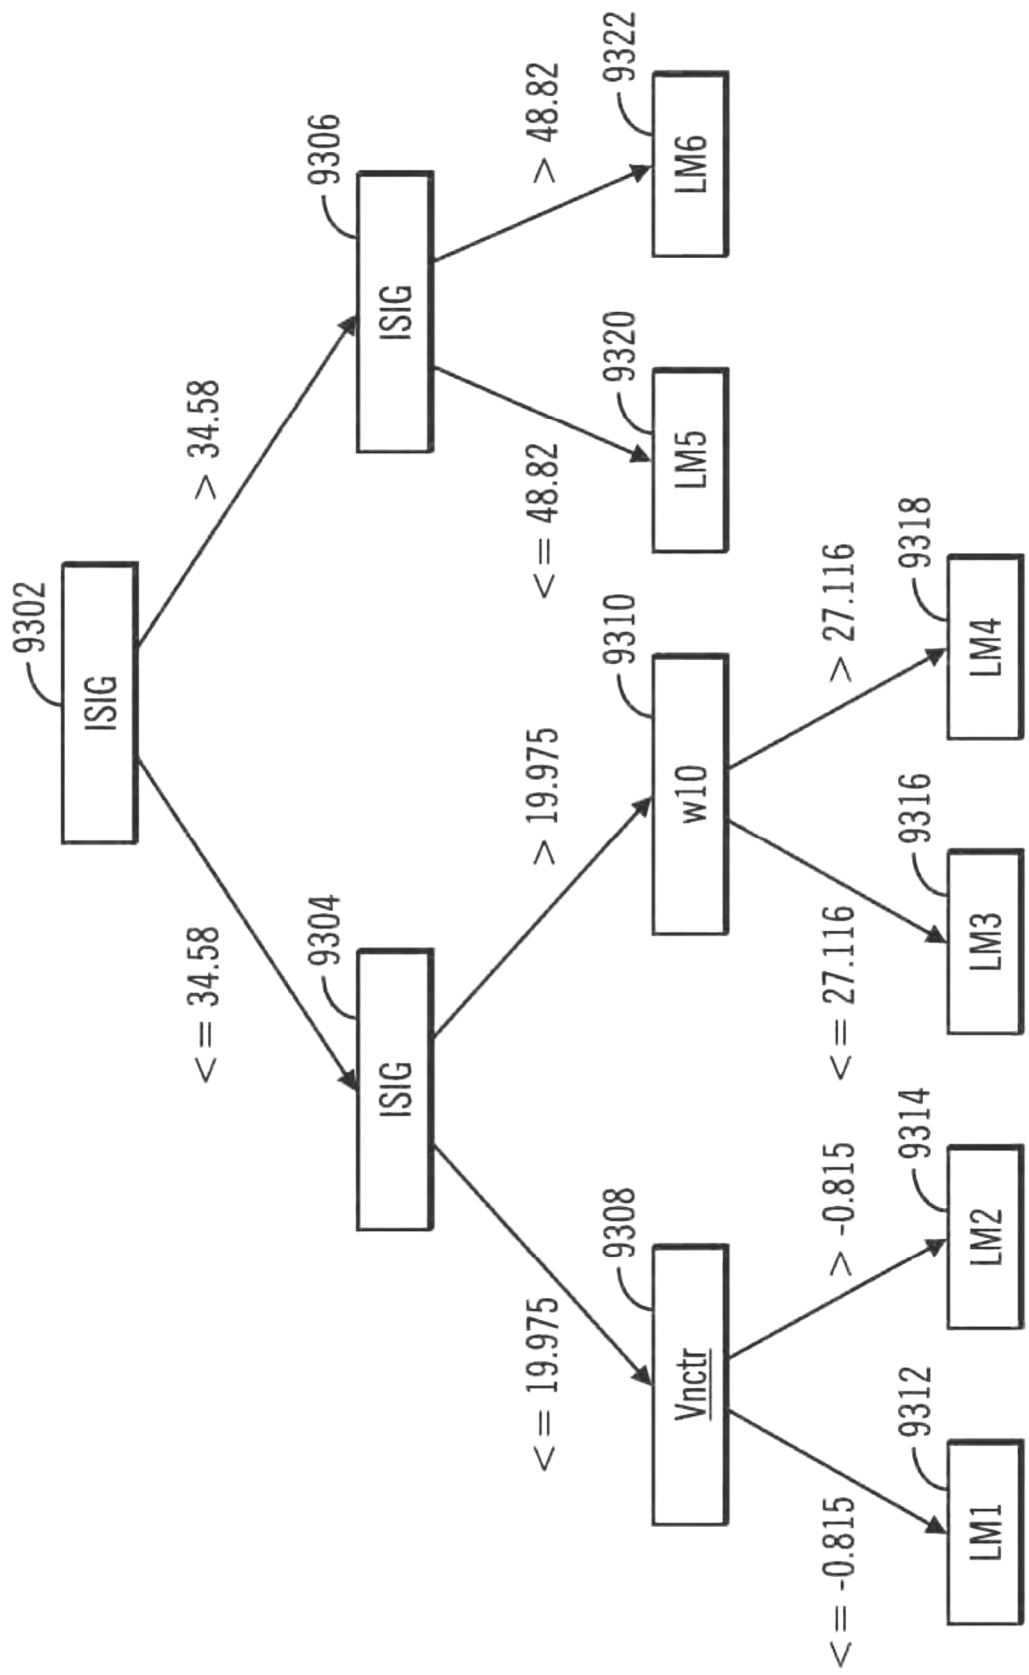 9302
ISIG
<= 34.58
> 34.58
9304
ISIG
9306
ISIG
<= 19.975
> 19.975
<= 48.82
> 48.82
9308
Vnctr
9310
w10
9320
LM5
9322
LM6
<= -0.815
> -0.815
<= 27.116
> 27.116
9312
LM1
9314
LM2
9316
LM3
9318
LM4